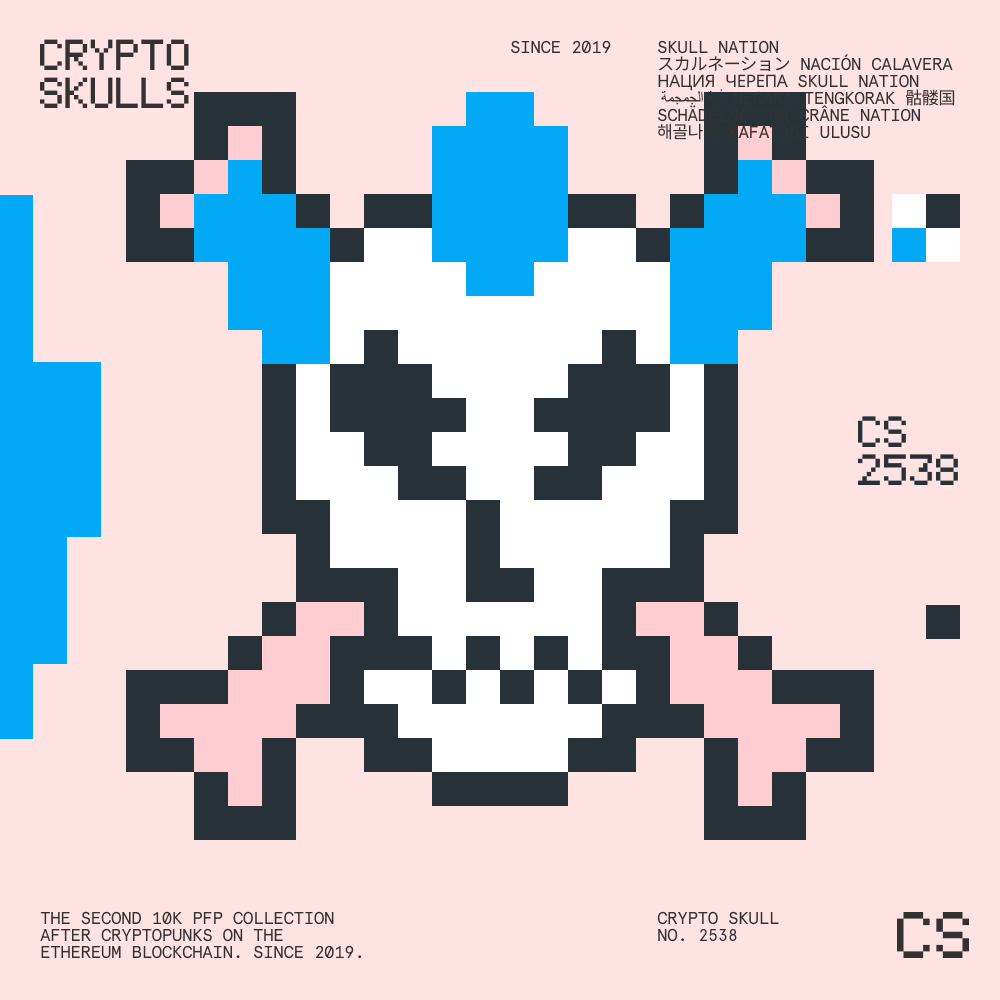 CRYPTO
SKULLS
SINCE 2019
SKULL NATION
スカルネーション NACIÓN CALAVERA
НАЦИЯ ЧЕРЕПА SKULL NATION
الجمجمة TENGKORAK 骷髅国
CRÂNE NATION
해골나 ULUSU
CS
2538
THE SECOND 10K PFP COLLECTION
AFTER CRYPTOPUNKS ON THE
ETHEREUM BLOCKCHAIN. SINCE 2019.
CRYPTO SKULL
NO. 2538
CS